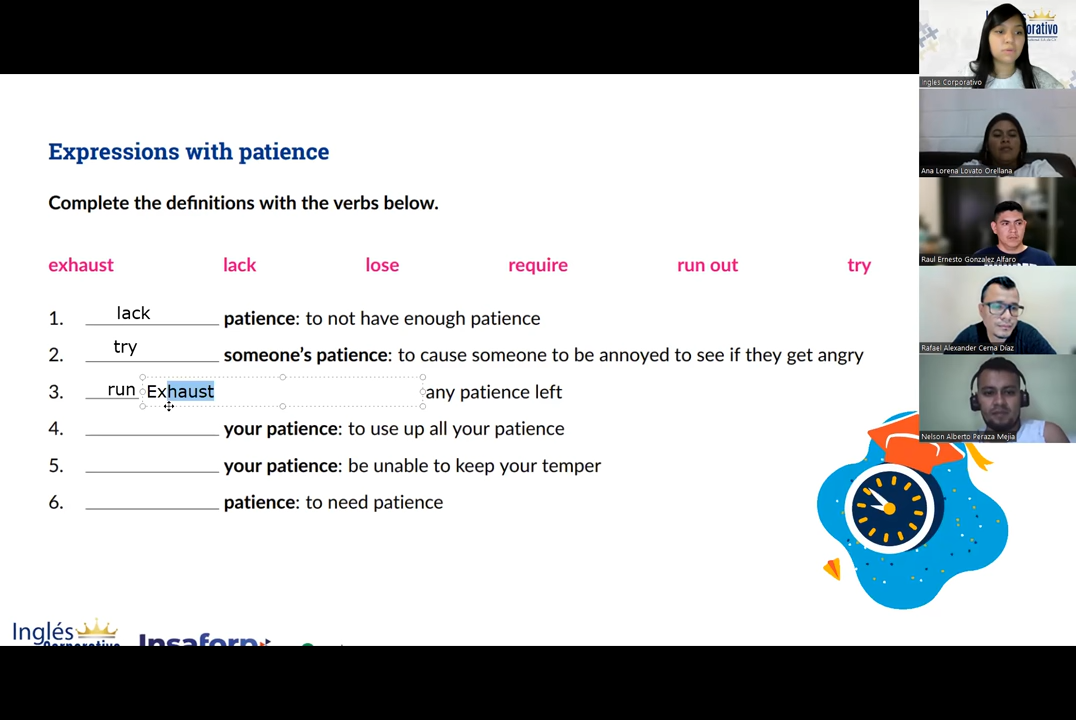 Inglés Corporativo
Ana Lorena Lovato Orellana
Raul Ernesto Gonzalez Alfaro
Rafael Alexander Cerna Díaz
Nelson Alberto Peraza Mejia
Expressions with patience
Complete the definitions with the verbs below.
exhaust lack lose require run out try
1. lack patience: to not have enough patience
2. try someone's patience: to cause someone to be annoyed to see if they get angry
3. run Exhaust any patience left
4. your patience: to use up all your patience
5. your patience: be unable to keep your temper
6. patience: to need patience
Inglés
Corporativo
Insaforp